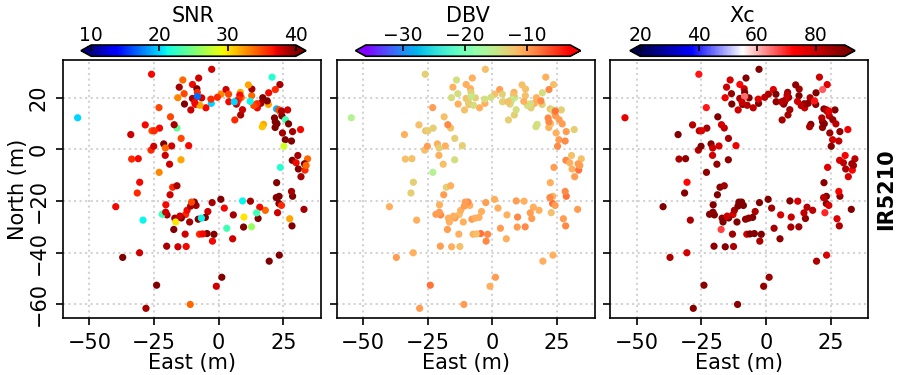 SNR DBV Xc
10 20 30 40 −30 −20 −10 20 40 60 80
20
0
−20
−40
−60
North (m)
IR5210
−50 −25 0 25 −50 −25 0 25 −50 −25 0 25
East (m) East (m) East (m)